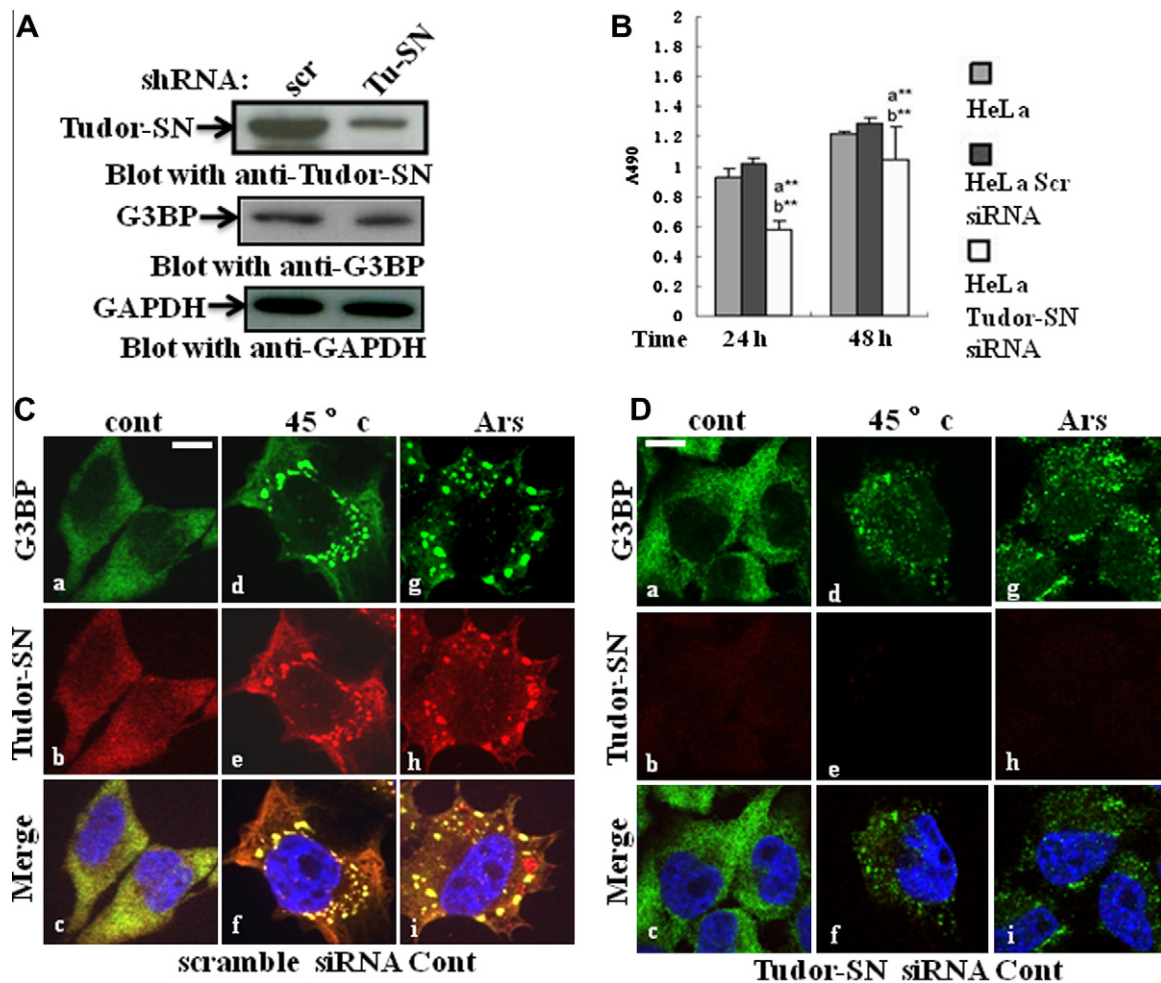 A
shRNA: scr Tu-SN
Tudor-SN
Blot with anti-Tudor-SN
G3BP
Blot with anti-G3BP
GAPDH
Blot with anti-GAPDH
B
2
1.8
1.6
1.4
1.2
1
0.8
0.6
0.4
0.2
0
A490
a**
b**
a**
b**
Time 24 h 48 h
HeLa
HeLa Scr
siRNA
HeLa
Tudor-SN
siRNA
C
cont 45 ° c Ars
G3BP
a d g
Tudor-SN
b e h
Merge
c f i
scramble siRNA Cont
D
cont 45 ° c Ars
G3BP
a d g
Tudor-SN
b e h
Merge
c f i
Tudor-SN siRNA Cont